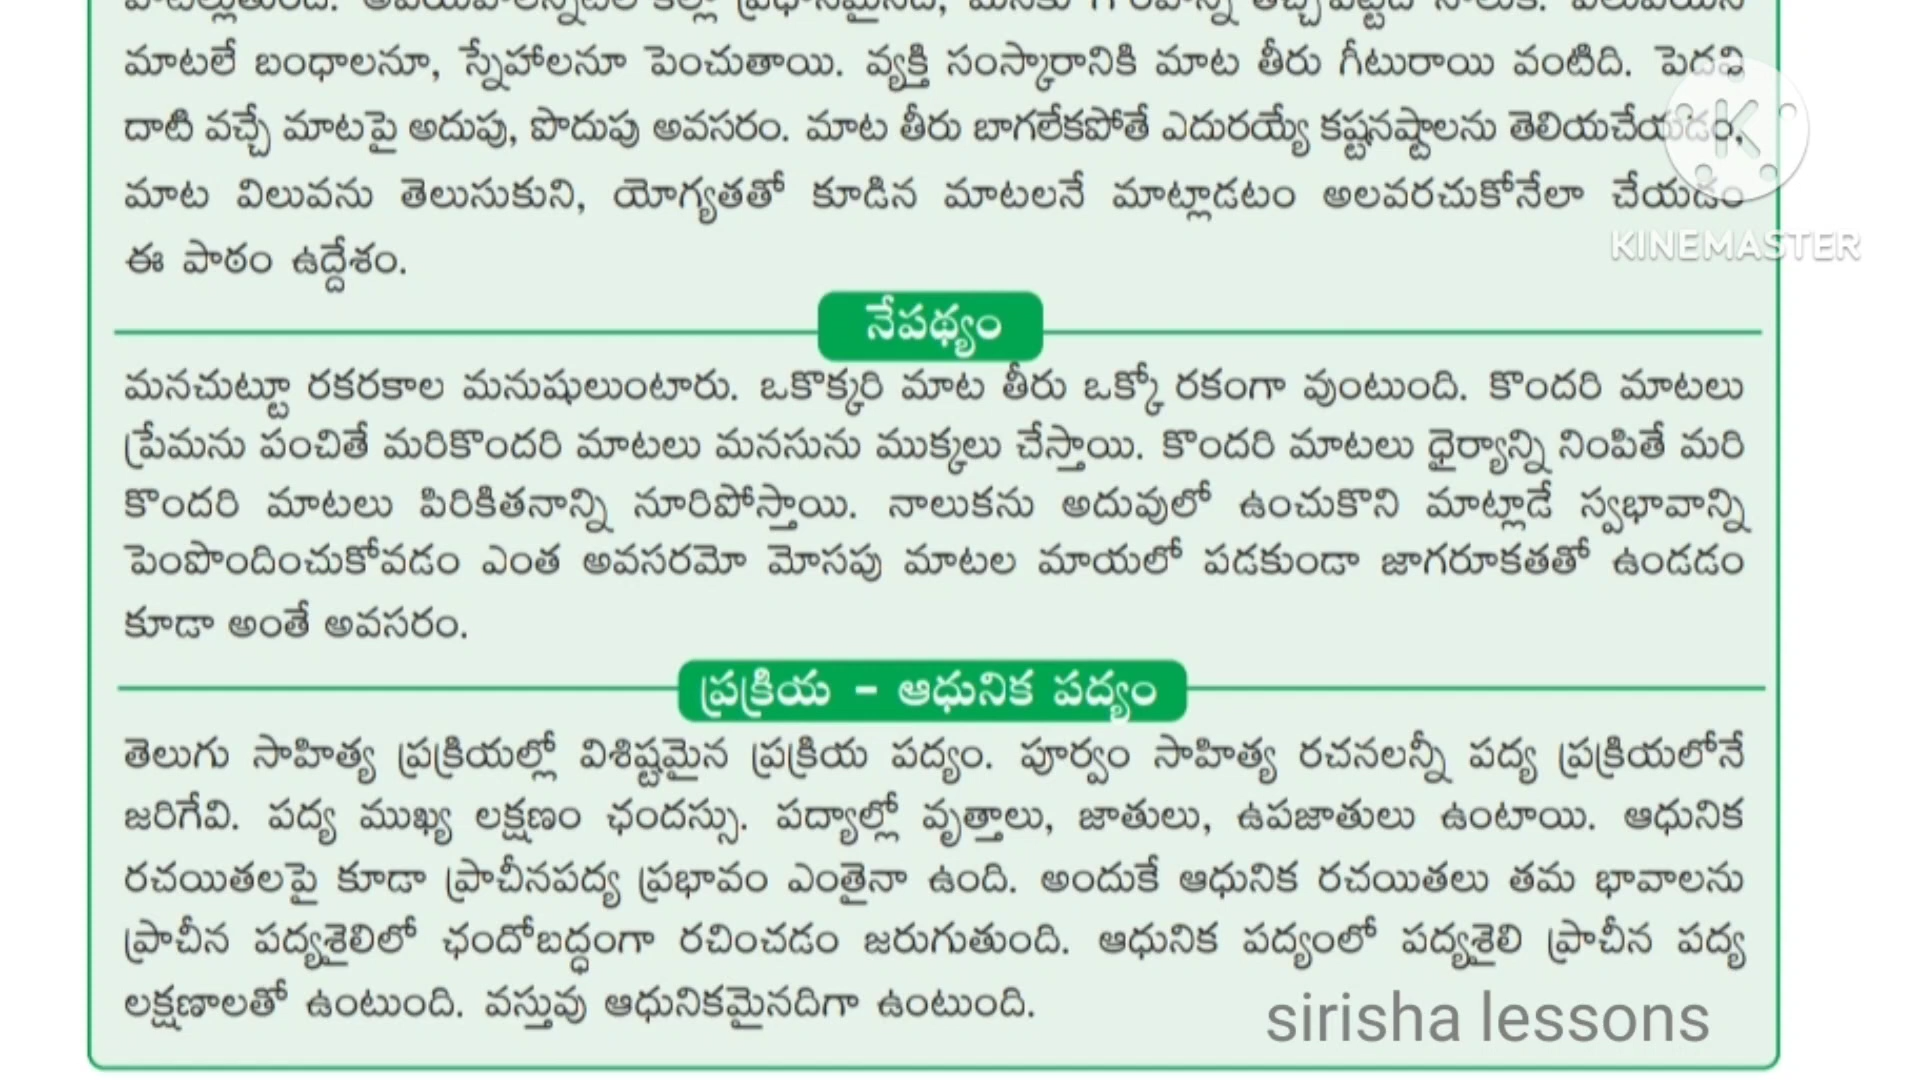 మాటలే బంధాలనూ, స్నేహాలనూ పెంచుతాయి. వ్యక్తి సంస్కారానికి మాట తీరు గీటురాయి వంటిది. పెదవి
దాటి వచ్చే మాటపై అదుపు, పొదుపు అవసరం. మాట తీరు బాగలేకపోతే ఎదురయ్యే కష్టనష్టాలను తెలియచేయడం,
మాట విలువను తెలుసుకుని, యోగ్యతతో కూడిన మాటలనే మాట్లాడటం అలవరచుకోనేలా చేయడం
ఈ పాఠం ఉద్దేశం.
KINEMASTER
నేపథ్యం
మనచుట్టూ రకరకాల మనుషులుంటారు. ఒకొక్కరి మాట తీరు ఒక్కో రకంగా వుంటుంది. కొందరి మాటలు
ప్రేమను పంచితే మరికొందరి మాటలు మనసును ముక్కలు చేస్తాయి. కొందరి మాటలు ధైర్యాన్ని నింపితే మరి
కొందరి మాటలు పిరికితనాన్ని నూరిపోస్తాయి. నాలుకను అదువులో ఉంచుకొని మాట్లాడే స్వభావాన్ని
పెంపొందించుకోవడం ఎంత అవసరమో మోసపు మాటల మాయలో పడకుండా జాగరూకతతో ఉండడం
కూడా అంతే అవసరం.
ప్రక్రియ - ఆధునిక పద్యం
తెలుగు సాహిత్య ప్రక్రియల్లో విశిష్టమైన ప్రక్రియ పద్యం. పూర్వం సాహిత్య రచనలన్నీ పద్య ప్రక్రియలోనే
జరిగేవి. పద్య ముఖ్య లక్షణం ఛందస్సు. పద్యాల్లో వృత్తాలు, జాతులు, ఉపజాతులు ఉంటాయి. ఆధునిక
రచయితలపై కూడా ప్రాచీనపద్య ప్రభావం ఎంతైనా ఉంది. అందుకే ఆధునిక రచయితలు తమ భావాలను
ప్రాచీన పద్యశైలిలో ఛందోబద్ధంగా రచించడం జరుగుతుంది. ఆధునిక పద్యంలో పద్యశైలి ప్రాచీన పద్య
లక్షణాలతో ఉంటుంది. వస్తువు ఆధునికమైనదిగా ఉంటుంది.
sirisha lessons